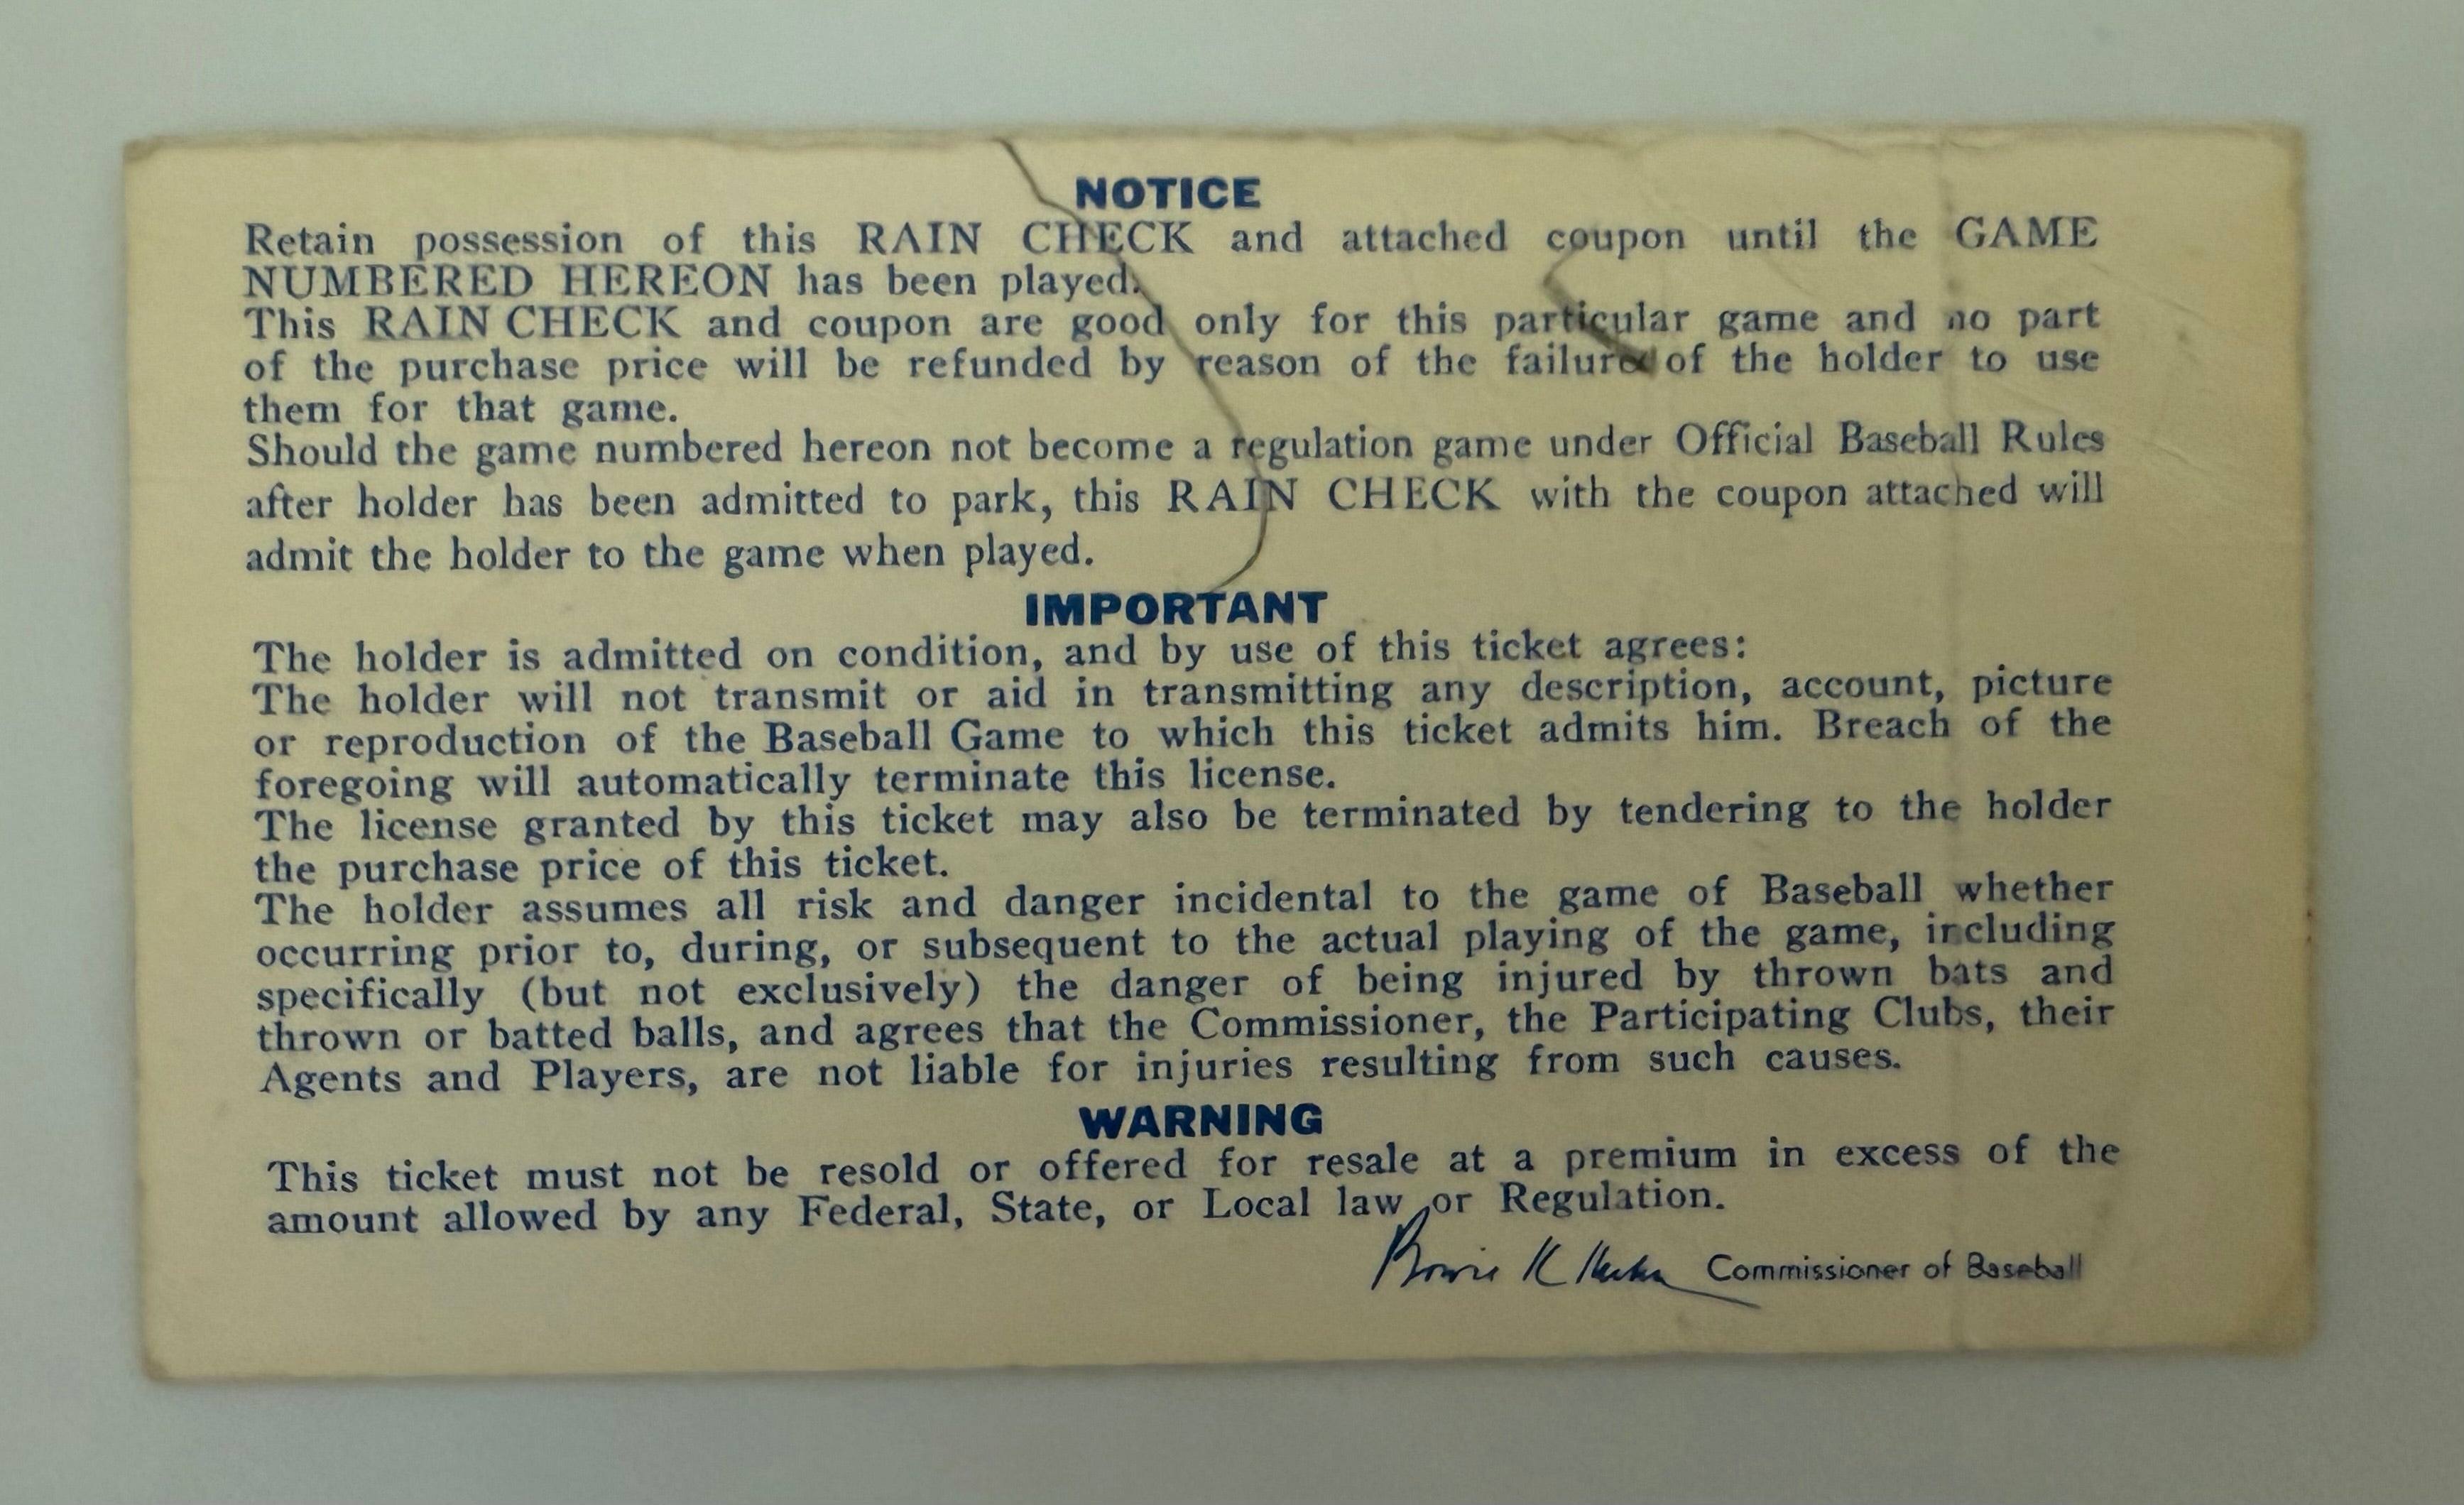 NOTICE
Retain possession of this RAIN CHECK and attached coupon until the GAME
NUMBERED HEREON has been played.
This RAIN CHECK and coupon are good only for this particular game and no part
of the purchase price will be refunded by reason of the failure of the holder to use
them for that game.
Should the game numbered hereon not become a regulation game under Official Baseball Rules
after holder has been admitted to park, this RAIN CHECK with the coupon attached will
admit the holder to the game when played.
IMPORTANT
The holder is admitted on condition, and by use of this ticket agrees:
The holder will not transmit or aid in transmitting any description, account, picture
or reproduction of the Baseball Game to which this ticket admits him. Breach of the
foregoing will automatically terminate this license.
The license granted by this ticket may also be terminated by tendering to the holder
the purchase price of this ticket.
The holder assumes all risk and danger incidental to the game of Baseball whether
occurring prior to, during, or subsequent to the actual playing of the game, including
specifically (but not exclusively) the danger of being injured by thrown bats and
thrown or batted balls, and agrees that the Commissioner, the Participating Clubs, their
Agents and Players, are not liable for injuries resulting from such causes.
WARNING
This ticket must not be resold or offered for resale at a premium in excess of the
amount allowed by any Federal, State, or Local law or Regulation.
Bowie K Kuhn Commissioner of Baseball